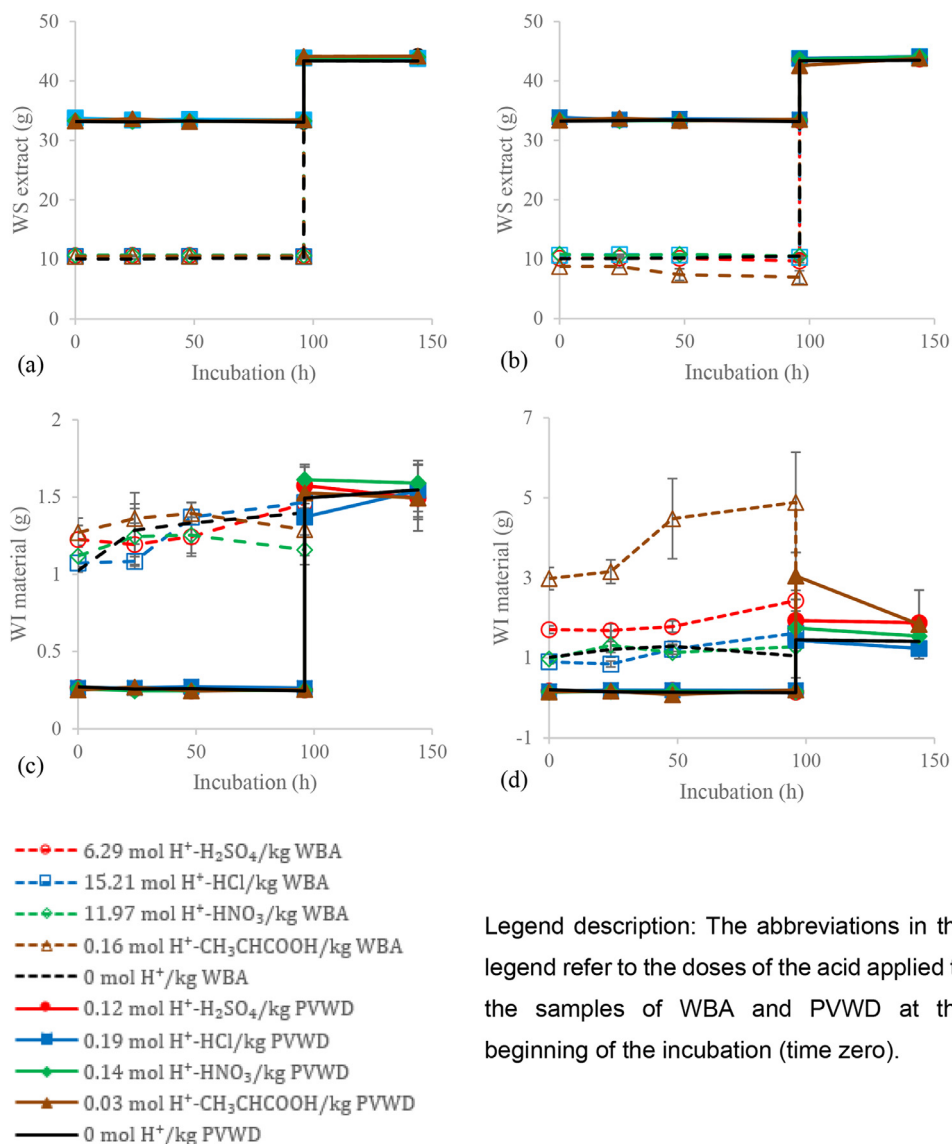 50
40
30
20
10
0
WS extract (g)
0 50 100 150
(a)
Incubation (h)
50
40
30
20
10
0
WS extract (g)
0 50 100 150
(b)
Incubation (h)
2
1.5
1
0.5
0
WI material (g)
0 50 100 150
(c)
Incubation (h)
7
5
3
1
-1
WI material (g)
0 50 100 150
(d)
Incubation (h)
6.29 mol H⁺-H₂SO₄/kg WBA
15.21 mol H⁺-HCl/kg WBA
11.97 mol H⁺-HNO₃/kg WBA
0.16 mol H⁺-CH₃CHCOOH/kg WBA
0 mol H⁺/kg WBA
0.12 mol H⁺-H₂SO₄/kg PVWD
0.19 mol H⁺-HCl/kg PVWD
0.14 mol H⁺-HNO₃/kg PVWD
0.03 mol H⁺-CH₃CHCOOH/kg PVWD
0 mol H⁺/kg PVWD
Legend description: The abbreviations in th
legend refer to the doses of the acid applied t
the samples of WBA and PVWD at th
beginning of the incubation (time zero).